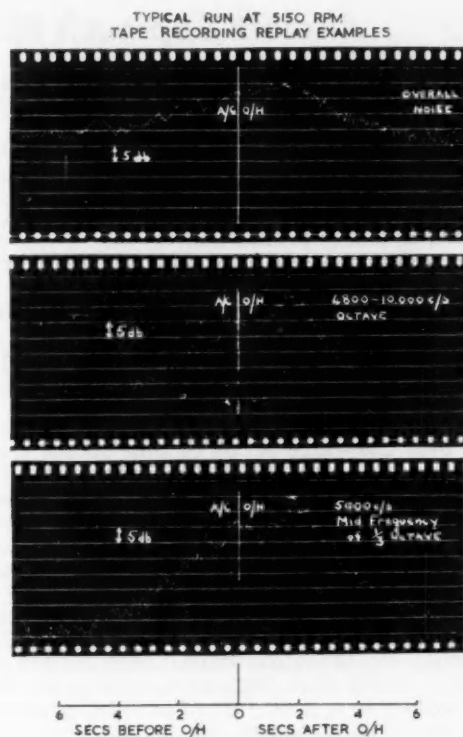 TYPICAL RUN AT 5150 RPM
TAPE RECORDING REPLAY EXAMPLES
OVERALL
NOISE
A/C O/H
5 db
4800-10,000 c/s
OCTAVE
A/C O/H
5 db
5000 c/s
Mid Frequency
of 1/3 OCTAVE
A/C O/H
5 db
6 4 2 0 2 4 6
SECS BEFORE O/H SECS AFTER O/H